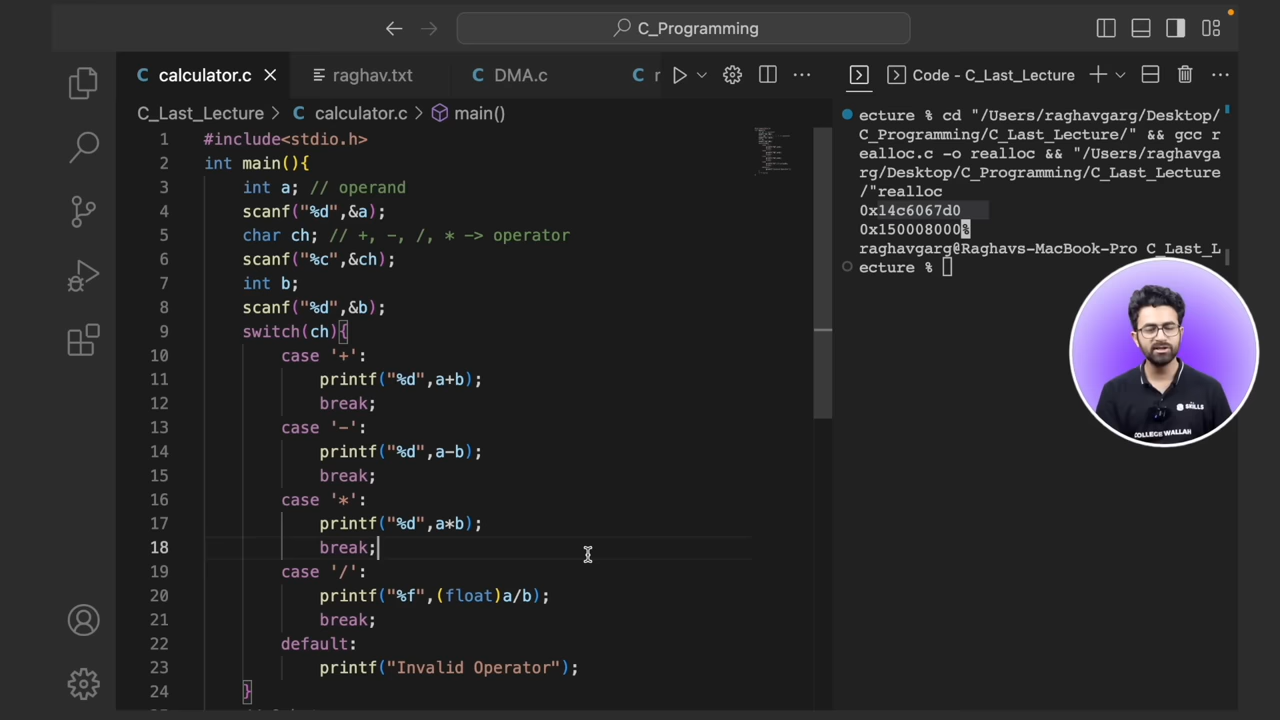 C_Programming
calculator.c
raghav.txt
DMA.c
Code - C_Last_Lecture
C_Last_Lecture > calculator.c > main()
1 #include<stdio.h>
2 int main(){
3 int a; // operand
4 scanf("%d",&a);
5 char ch; // +, -, /, * -> operator
6 scanf("%c",&ch);
7 int b;
8 scanf("%d",&b);
9 switch(ch){
10 case '+':
11 printf("%d",a+b);
12 break;
13 case '-':
14 printf("%d",a-b);
15 break;
16 case '*':
17 printf("%d",a*b);
18 break;
19 case '/':
20 printf("%f",(float)a/b);
21 break;
22 default:
23 printf("Invalid Operator");
24 }
ecture % cd "/Users/raghavgarg/Desktop/
C_Programming/C_Last_Lecture/" && gcc r
ealloc.c -o realloc && "/Users/raghavga
rg/Desktop/C_Programming/C_Last_Lecture
/"realloc
0x14c6067d0
0x150008000%
raghavgarg@Raghavs-MacBook-Pro C_Last_L
ecture %
SKILLS
COLLEGE WALLAH